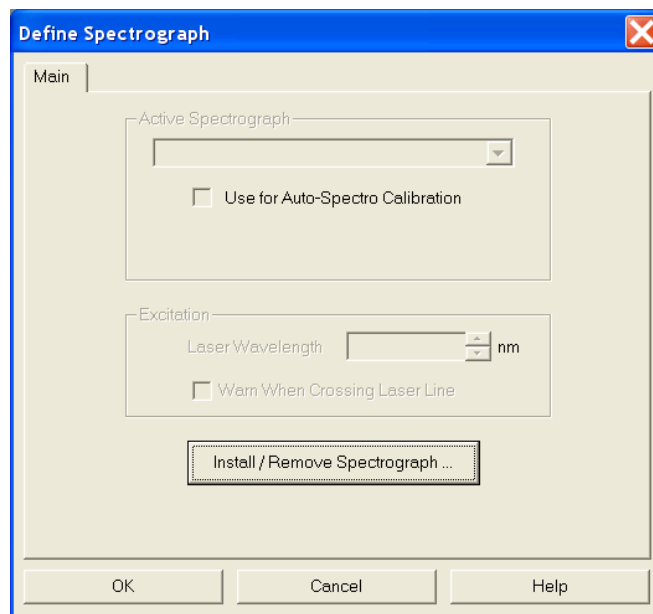 Define Spectrograph
Main
Active Spectrograph
Use for Auto-Spectro Calibration
Excitation
Laser Wavelength nm
Warn When Crossing Laser Line
Install / Remove Spectrograph ...
OK Cancel Help